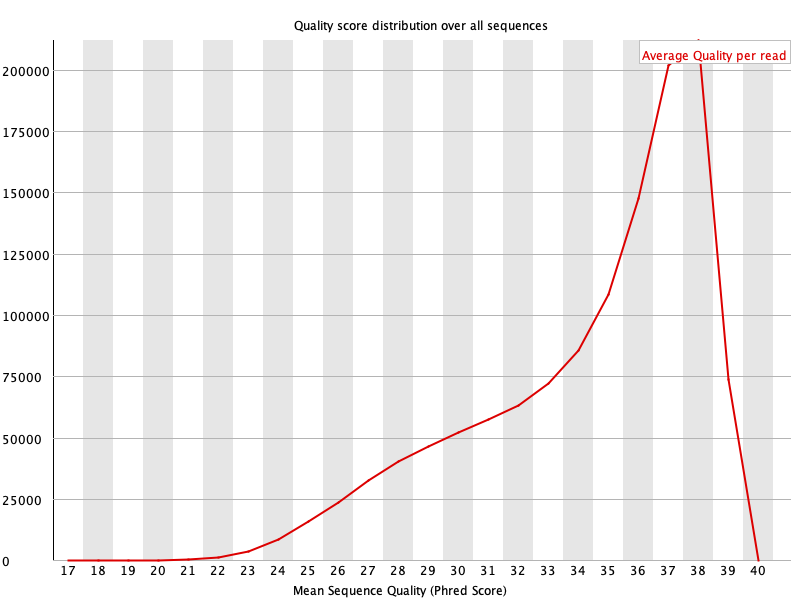 Quality score distribution over all sequences
Average Quality per read
200000
175000
150000
125000
100000
75000
50000
25000
0
17 18 19 20 21 22 23 24 25 26 27 28 29 30 31 32 33 34 35 36 37 38 39 40
Mean Sequence Quality (Phred Score)